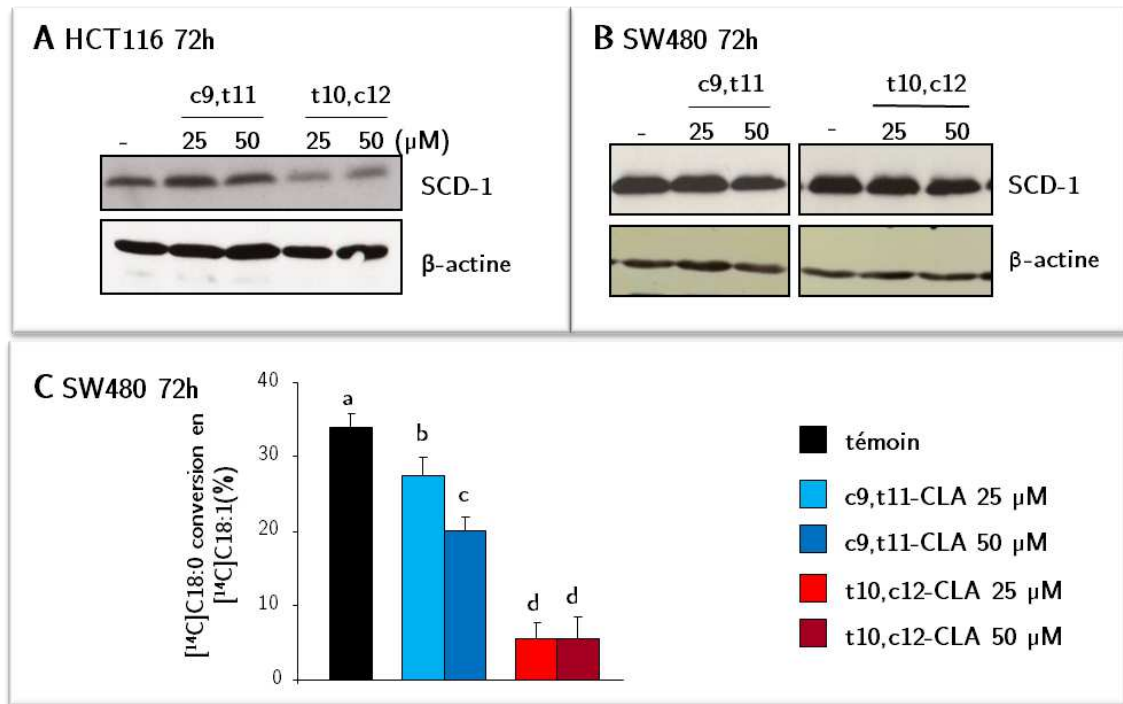 A HCT116 72h
c9,t11 t10,c12
- 25 50 25 50 (µM)
SCD-1
β-actine
B SW480 72h
c9,t11 t10,c12
- 25 50 - 25 50
SCD-1
β-actine
C SW480 72h
[¹⁴C]C18:0 conversion en
[¹⁴C]C18:1(%)
40
30
20
10
0
a
b
c
d d
témoin
c9,t11-CLA 25 µM
c9,t11-CLA 50 µM
t10,c12-CLA 25 µM
t10,c12-CLA 50 µM